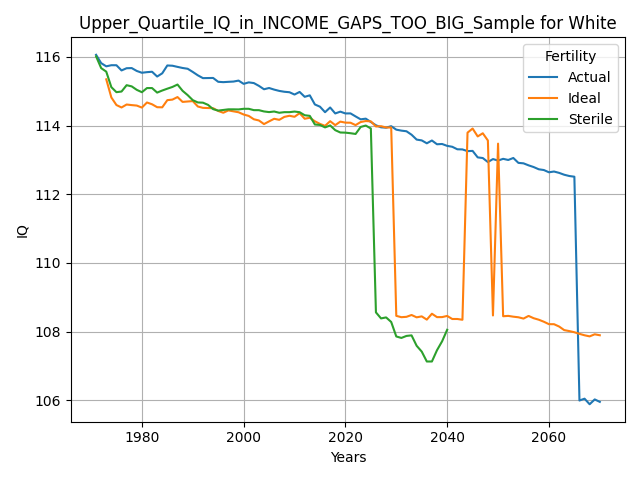 Upper_Quartile_IQ_in_INCOME_GAPS_TOO_BIG_Sample for White
Fertility
Actual
Ideal
Sterile
116
114
112
110
108
106
IQ
1980
2000
2020
2040
2060
Years